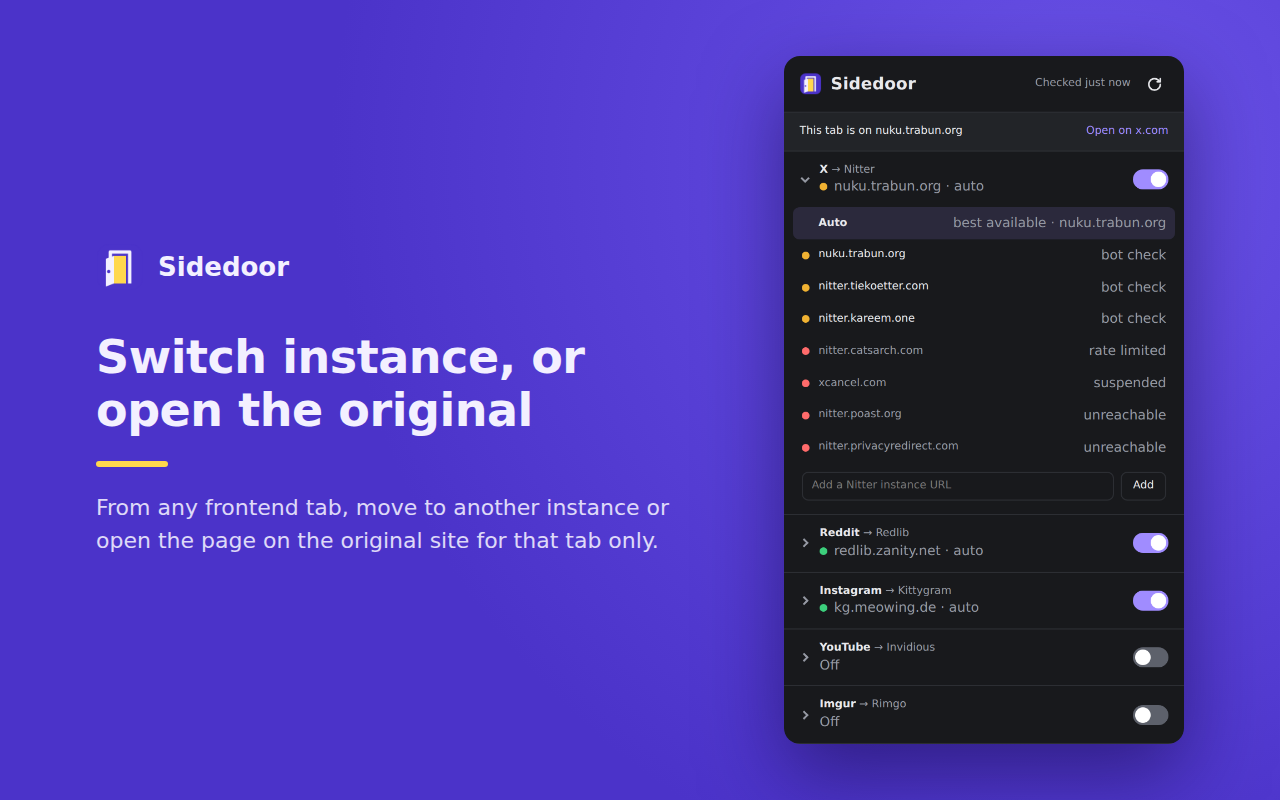 Sidedoor
Switch instance, or
open the original
From any frontend tab, move to another instance or
open the page on the original site for that tab only.
Sidedoor
Checked just now
This tab is on nuku.trabun.org
Open on x.com
X → Nitter
nuku.trabun.org · auto
Auto
best available · nuku.trabun.org
nuku.trabun.org
bot check
nitter.tiekoetter.com
bot check
nitter.kareem.one
bot check
nitter.catsarch.com
rate limited
xcancel.com
suspended
nitter.poast.org
unreachable
nitter.privacyredirect.com
unreachable
Add a Nitter instance URL
Add
Reddit → Redlib
redlib.zanity.net · auto
Instagram → Kittygram
kg.meowing.de · auto
YouTube → Invidious
Off
Imgur → Rimgo
Off